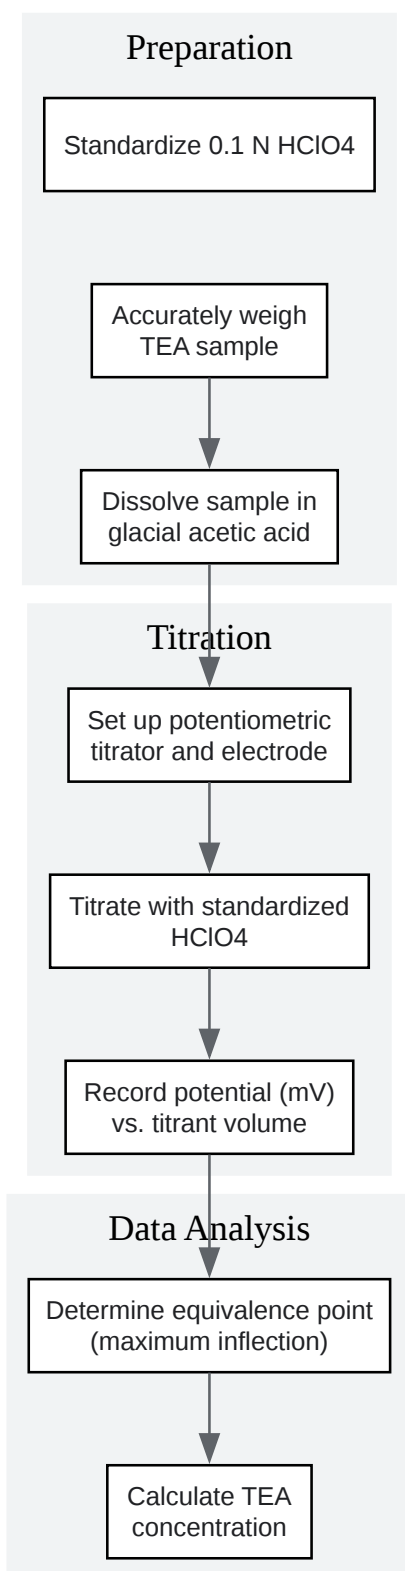 Preparation
Standardize 0.1 N HClO4
Accurately weigh
TEA sample
Dissolve sample in
glacial acetic acid
Titration
Set up potentiometric
titrator and electrode
Titrate with standardized
HClO4
Record potential (mV)
vs. titrant volume
Data Analysis
Determine equivalence point
(maximum inflection)
Calculate TEA
concentration